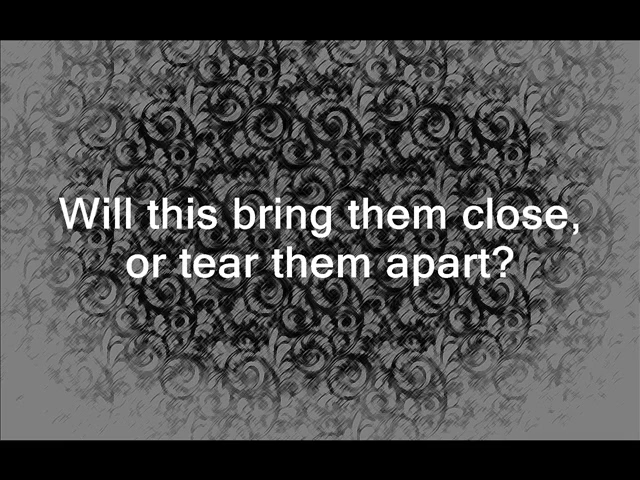 Will this bring them close,
or tear them apart?